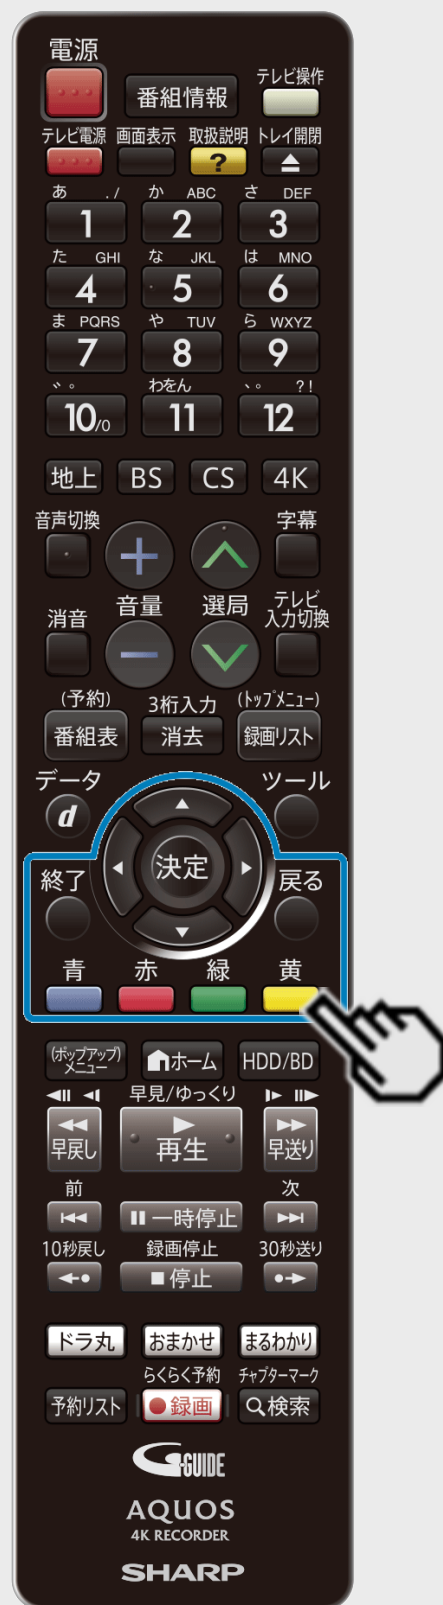 電源
番組情報
テレビ操作
テレビ電源 画面表示 取扱説明 トレイ開閉
?
あ ./ か ABC さ DEF
1 2 3
た GHI な JKL は MNO
4 5 6
ま PQRS や TUV ら WXYZ
7 8 9
゛゜ わをん 、。 ?!
10/0 11 12
地上 BS CS 4K
音声切換 字幕
+
消音 音量 選局 テレビ
入力切換
−
(予約) 3桁入力 (トップメニュー)
番組表 消去 録画リスト
データ ツール
d
決定
終了 戻る
青 赤 緑 黄
(ポップアップ)
メニュー
ホーム HDD/BD
早見/ゆっくり
早戻し 再生 早送り
前 次
一時停止
10秒戻し 録画停止 30秒送り
停止
ドラ丸 おまかせ まるわかり
らくらく予約 チャプターマーク
予約リスト 録画 検索
G-GUIDE
AQUOS
4K RECORDER
SHARP